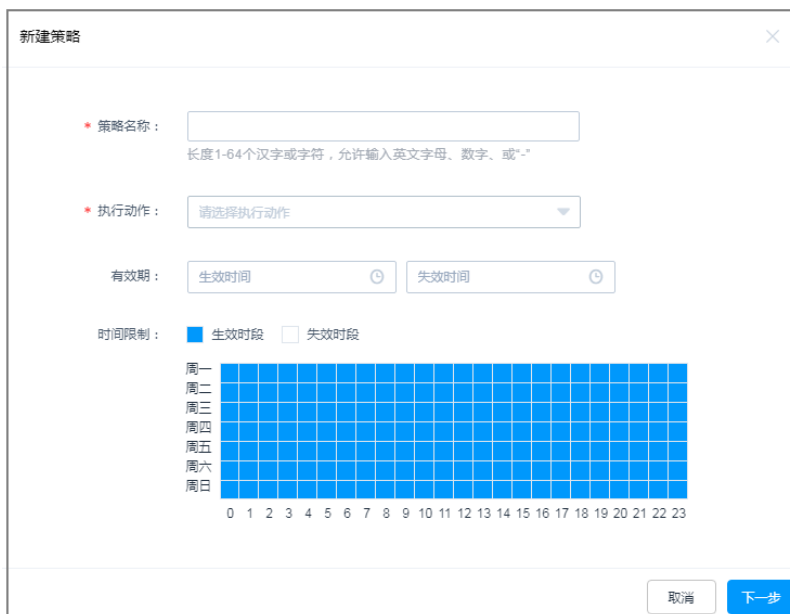 新建策略
* 策略名称：
长度1-64个汉字或字符，允许输入英文字母、数字、或"-"
* 执行动作： 请选择执行动作
有效期： 生效时间 失效时间
时间限制： 生效时段 失效时段
周一
周二
周三
周四
周五
周六
周日
0 1 2 3 4 5 6 7 8 9 10 11 12 13 14 15 16 17 18 19 20 21 22 23
取消 下一步